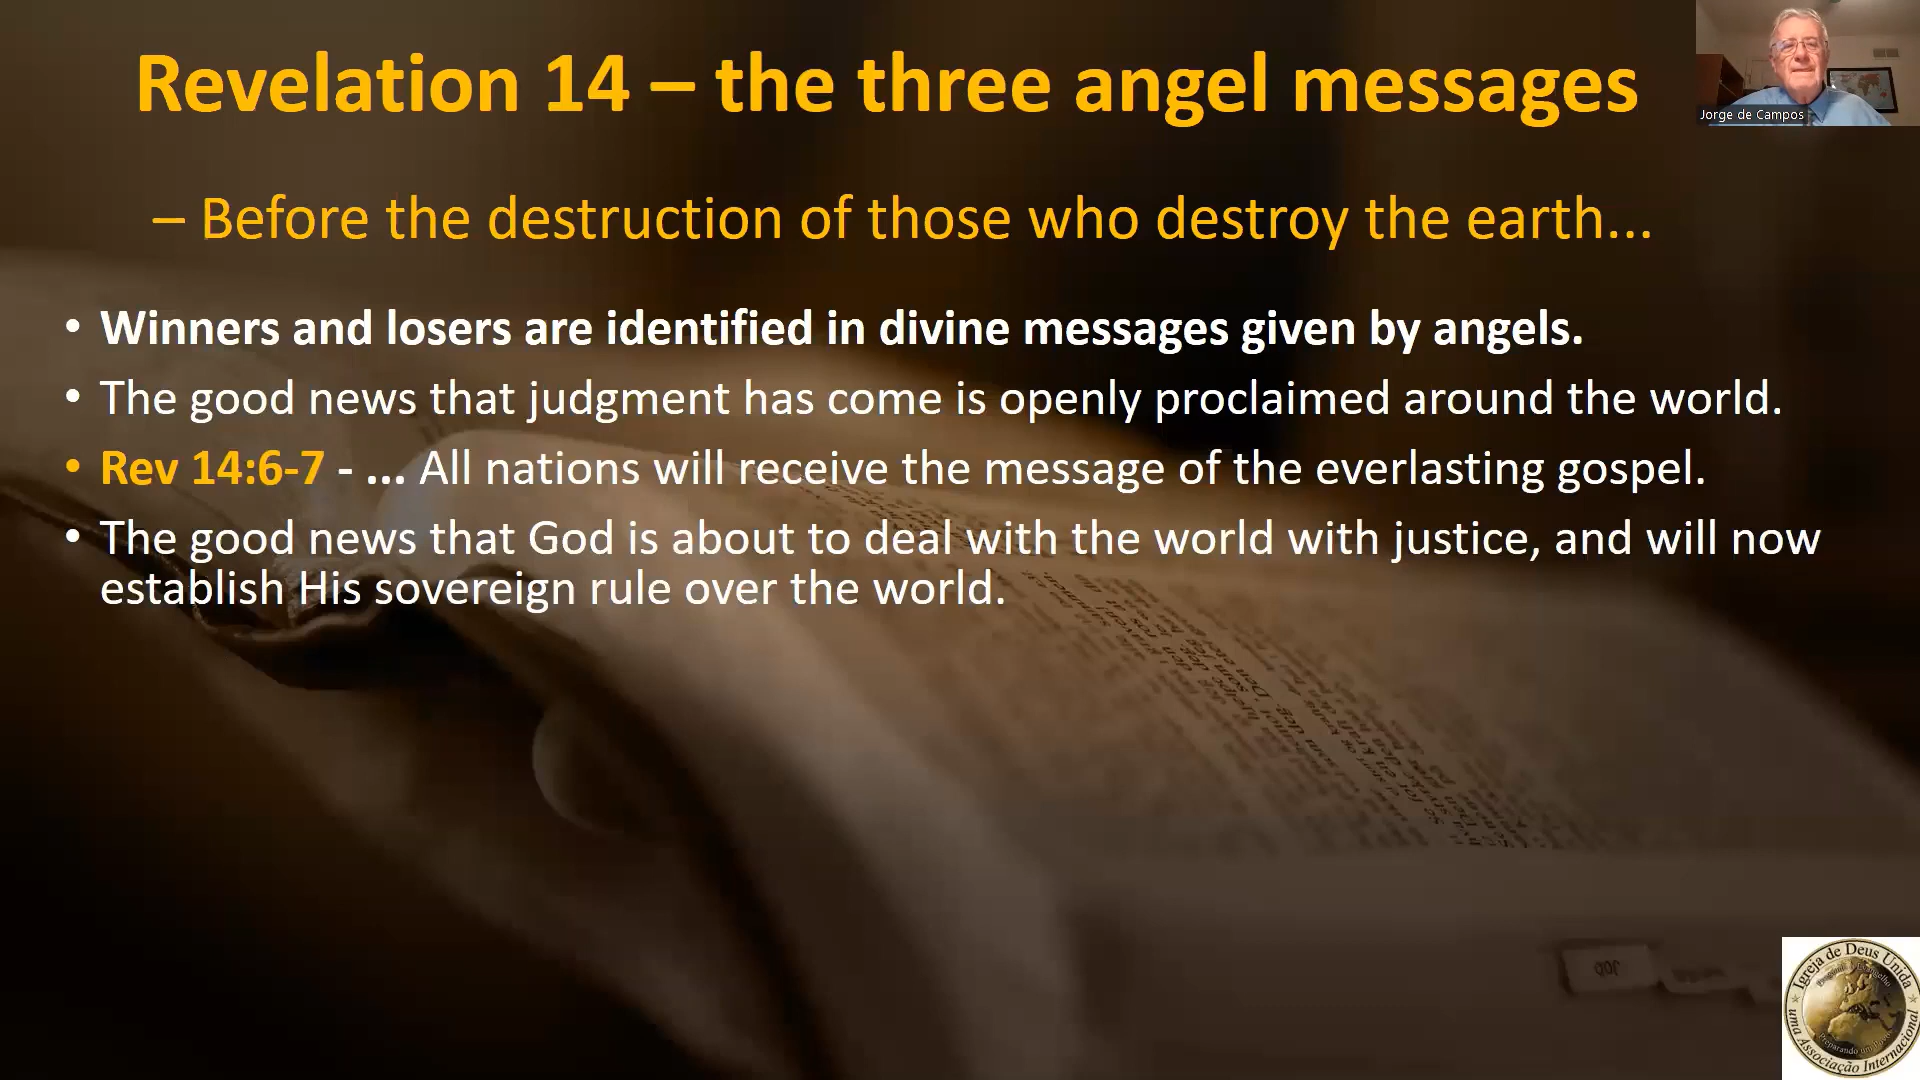 Revelation 14 – the three angel messages
Jorge de Campos
– Before the destruction of those who destroy the earth...
• Winners and losers are identified in divine messages given by angels.
• The good news that judgment has come is openly proclaimed around the world.
• Rev 14:6-7 - ... All nations will receive the message of the everlasting gospel.
• The good news that God is about to deal with the world with justice, and will now
establish His sovereign rule over the world.
JOB
Igreja de Deus Unida
uma Associação Internacional